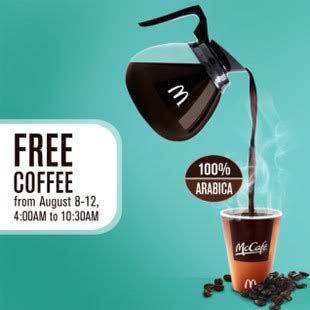 FREE
COFFEE
from August 8-12,
4:00AM to 10:30AM
100%
ARABICA
McCafé